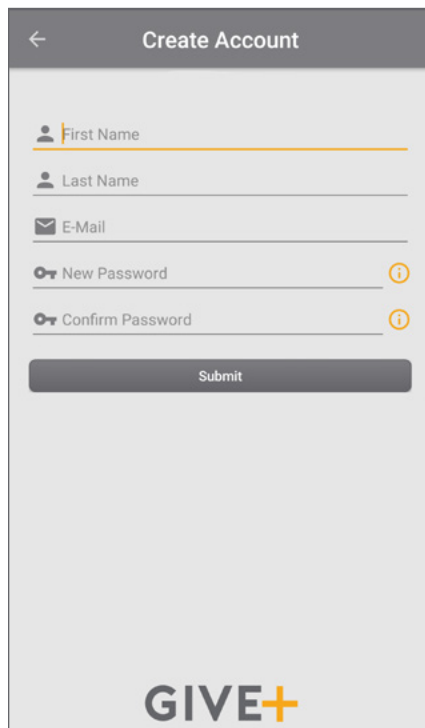 Create Account
First Name
Last Name
E-Mail
New Password
Confirm Password
Submit
GIVE+